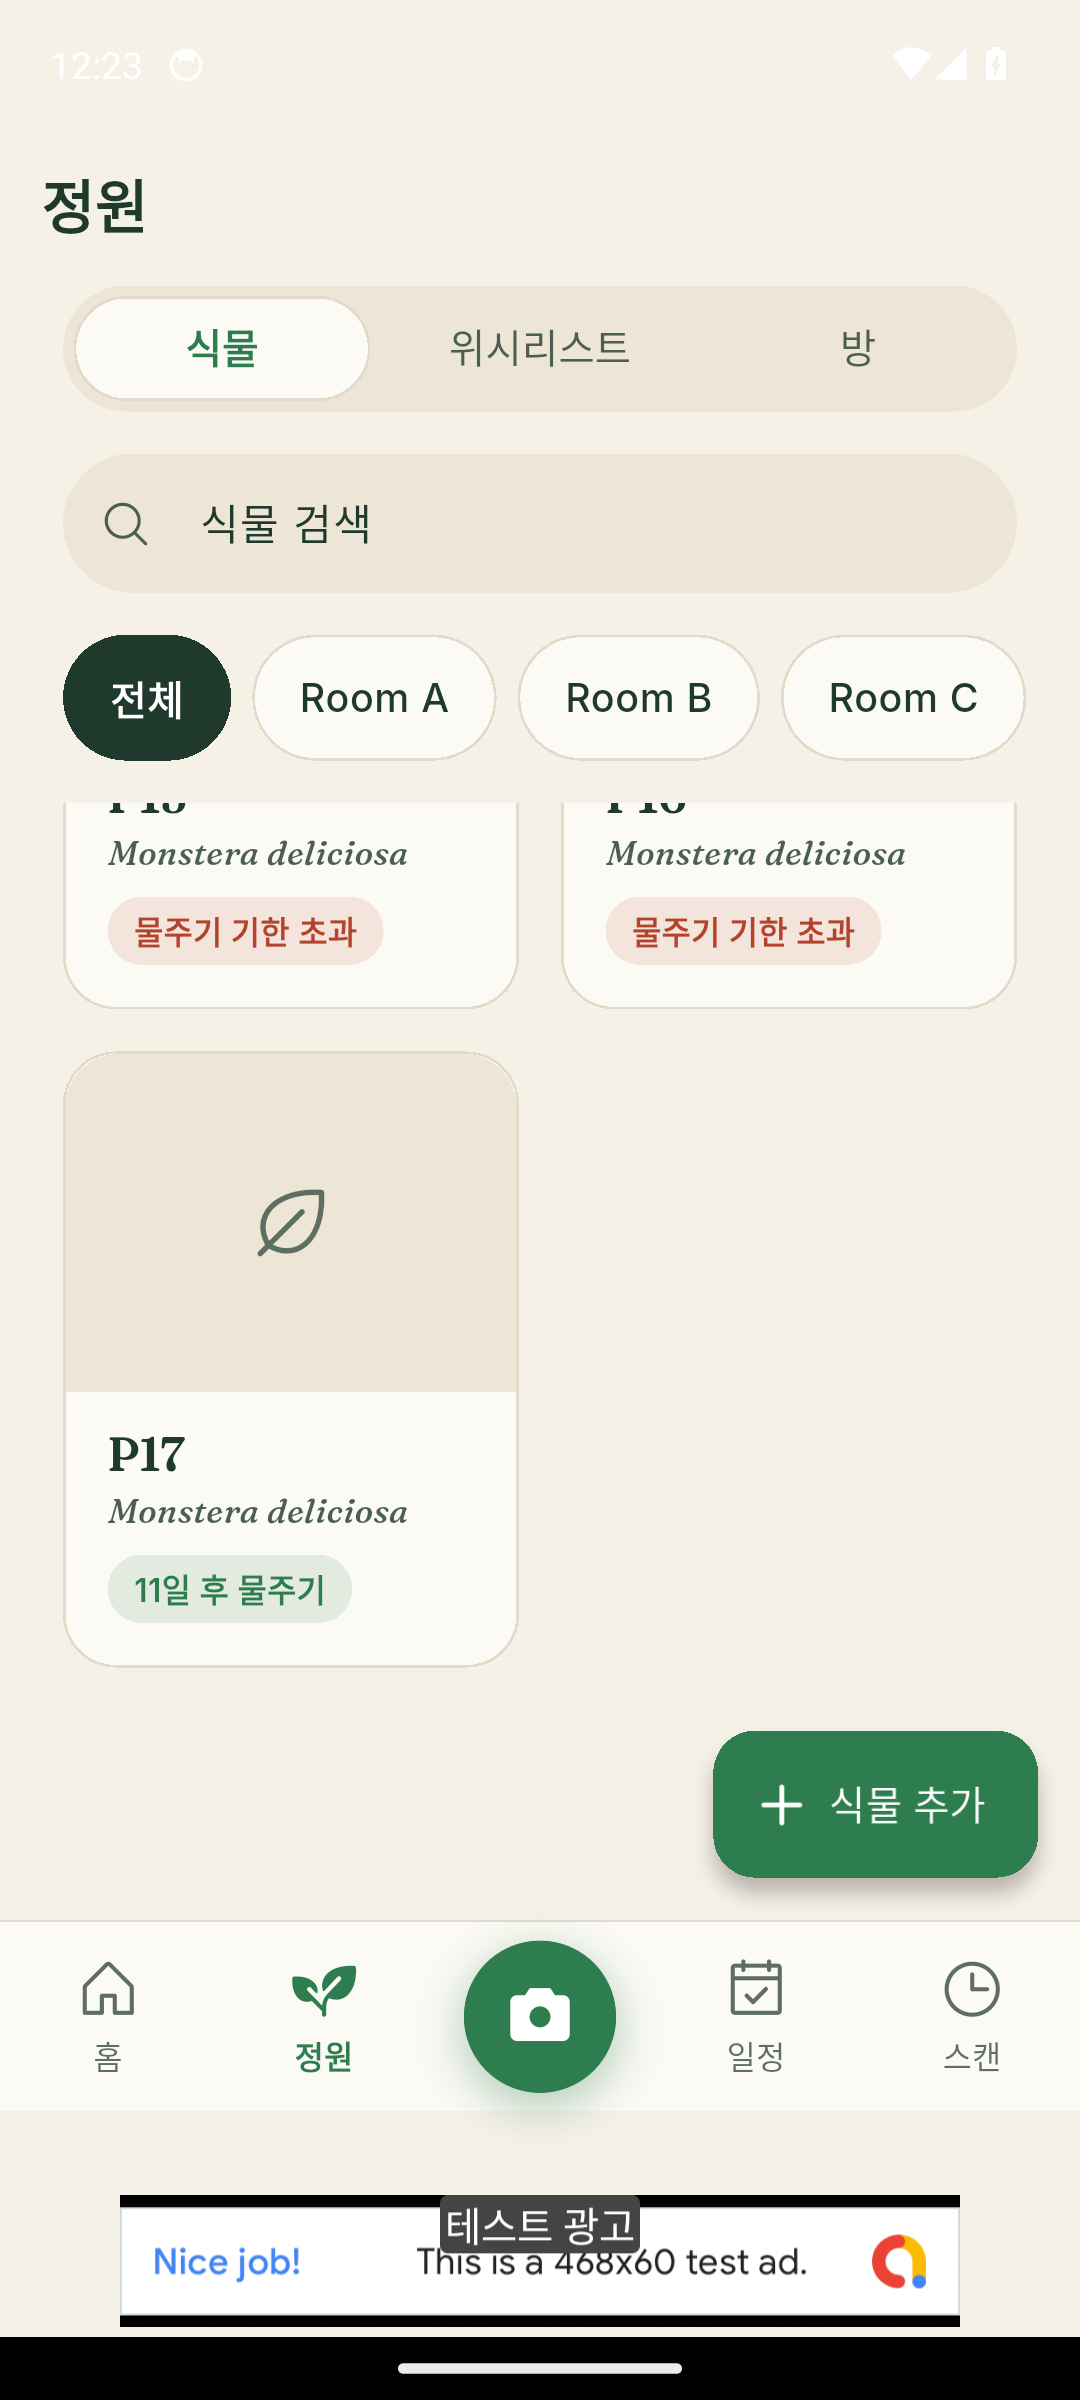 12:23
정원
식물
위시리스트
방
식물 검색
전체
Room A
Room B
Room C
Monstera deliciosa
Monstera deliciosa
물주기 기한 초과
물주기 기한 초과
P17
Monstera deliciosa
11일 후 물주기
식물 추가
홈
정원
일정
스캔
테스트 광고
Nice job!
This is a 468x60 test ad.